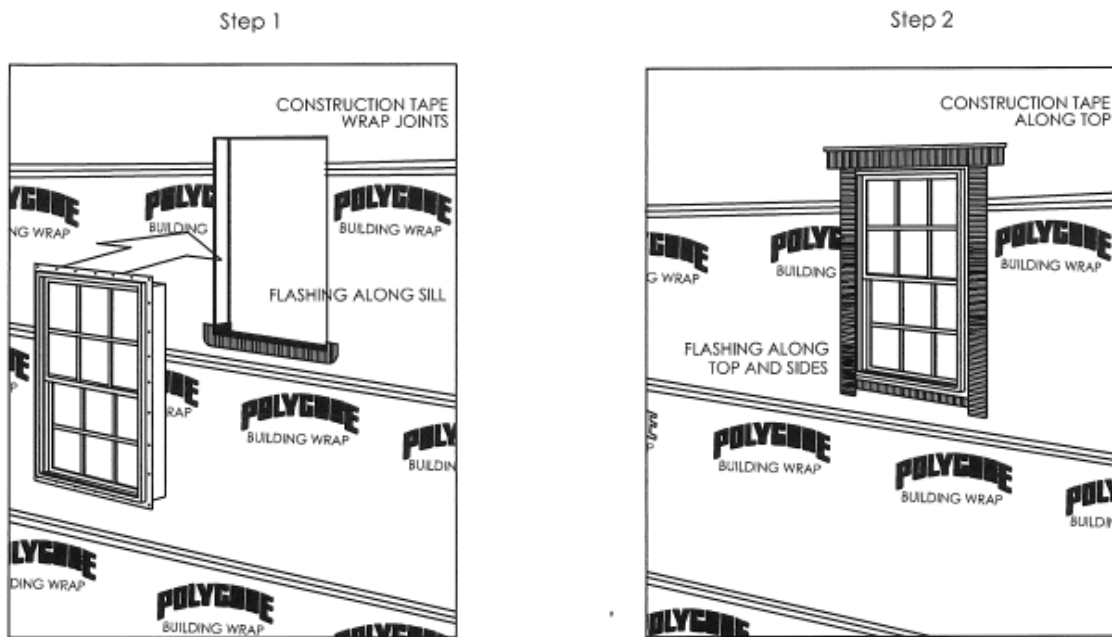 Step 1
CONSTRUCTION TAPE
WRAP JOINTS
POLYCORE
BUILDING WRAP
BUILDING
FLASHING ALONG SILL
POLYCORE
BUILDING WRAP
POLYCORE
BUILDING WRAP
Step 2
CONSTRUCTION TAPE
ALONG TOP
BUILDING
POLYCORE
BUILDING WRAP
FLASHING ALONG
TOP AND SIDES
POLYCORE
BUILDING WRAP
POLYCORE
BUILDING WRAP